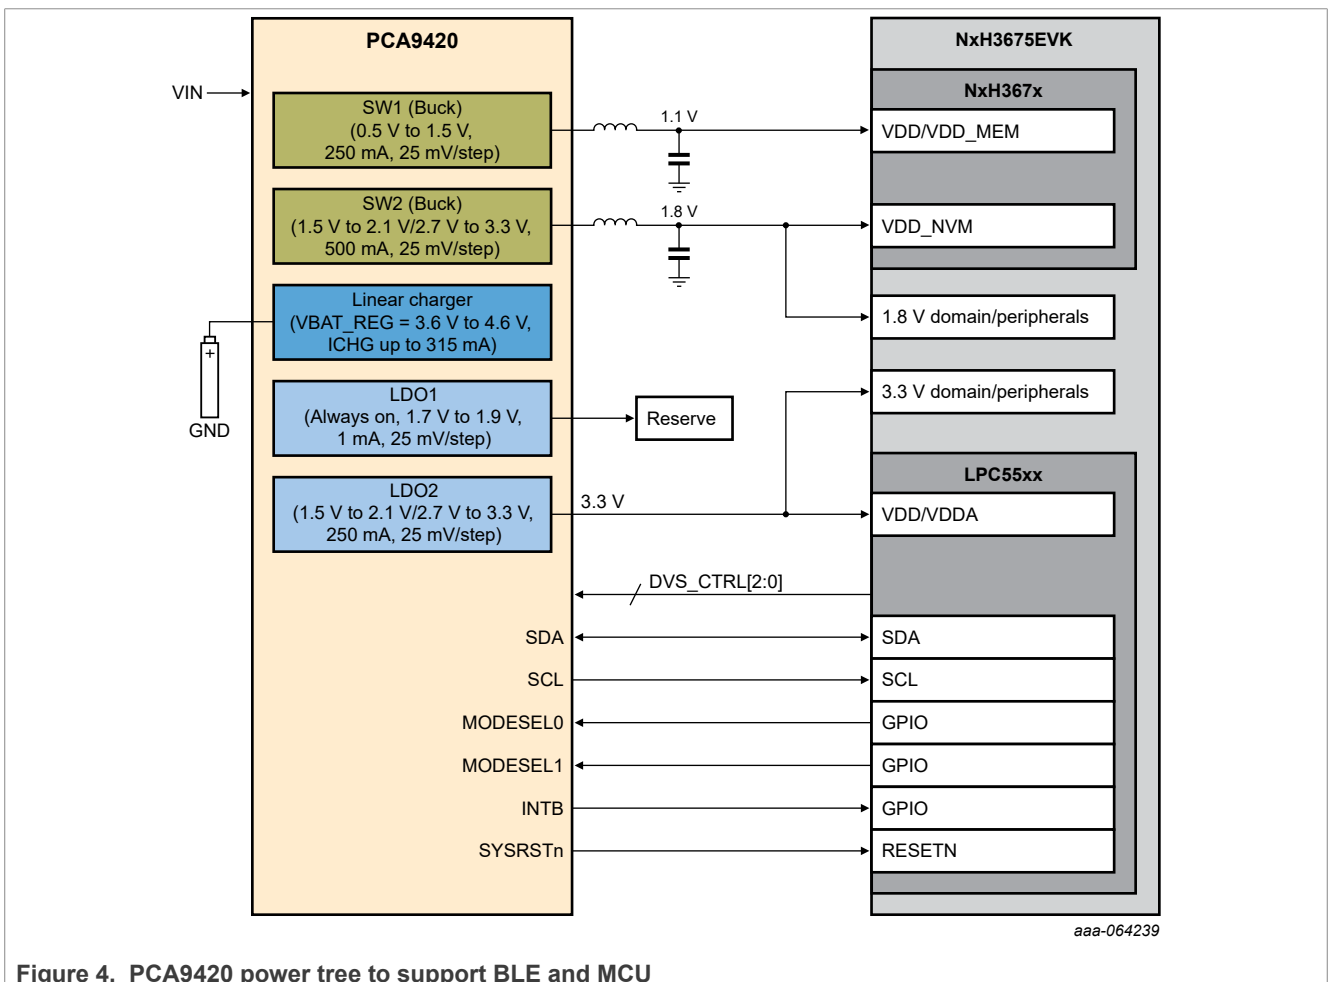 PCA9420
NxH3675EVK
VIN
SW1 (Buck)
(0.5 V to 1.5 V,
250 mA, 25 mV/step)
1.1 V
NxH367x
VDD/VDD_MEM
SW2 (Buck)
(1.5 V to 2.1 V/2.7 V to 3.3 V,
500 mA, 25 mV/step)
1.8 V
VDD_NVM
Linear charger
(VBAT_REG = 3.6 V to 4.6 V,
ICHG up to 315 mA)
1.8 V domain/peripherals
+
GND
LDO1
(Always on, 1.7 V to 1.9 V,
1 mA, 25 mV/step)
Reserve
3.3 V domain/peripherals
LDO2
(1.5 V to 2.1 V/2.7 V to 3.3 V,
250 mA, 25 mV/step)
3.3 V
LPC55xx
VDD/VDDA
DVS_CTRL[2:0]
SDA
SDA
SCL
SCL
MODESEL0
GPIO
MODESEL1
GPIO
INTB
GPIO
SYSRSTn
RESETN
aaa-064239
Figure 4. PCA9420 power tree to support BLE and MCU